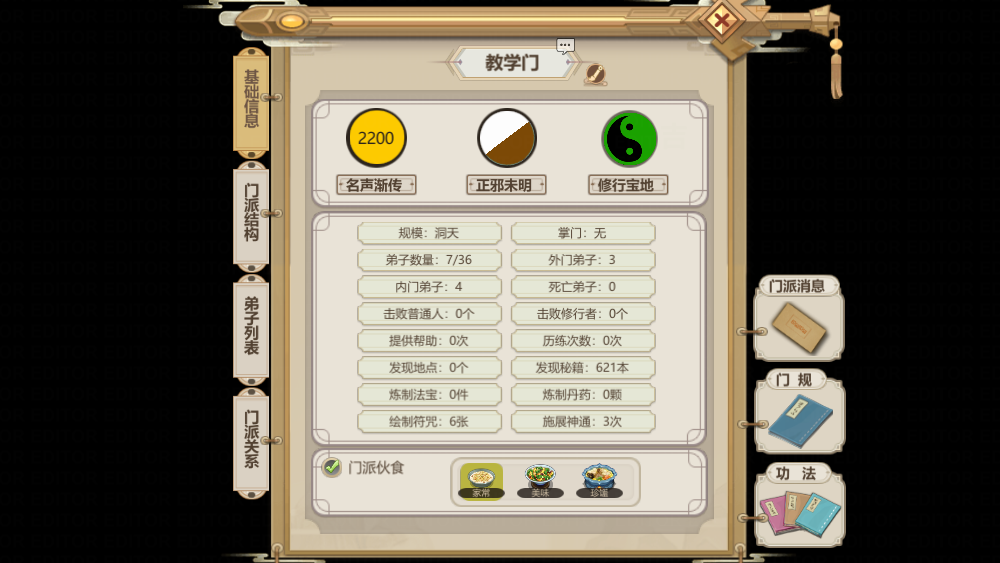 教学门
基础信息
门派结构
弟子列表
门派关系
2200
名声渐传
正邪未明
修行宝地
规模：洞天
掌门：无
弟子数量：7/36
外门弟子：3
内门弟子：4
死亡弟子：0
击败普通人：0个
击败修行者：0个
提供帮助：0次
历练次数：0次
发现地点：0个
发现秘籍：621本
炼制法宝：0件
炼制丹药：0颗
绘制符咒：6张
施展神通：3次
门派伙食
家常
美味
珍馐
门派消息
门 规
功 法